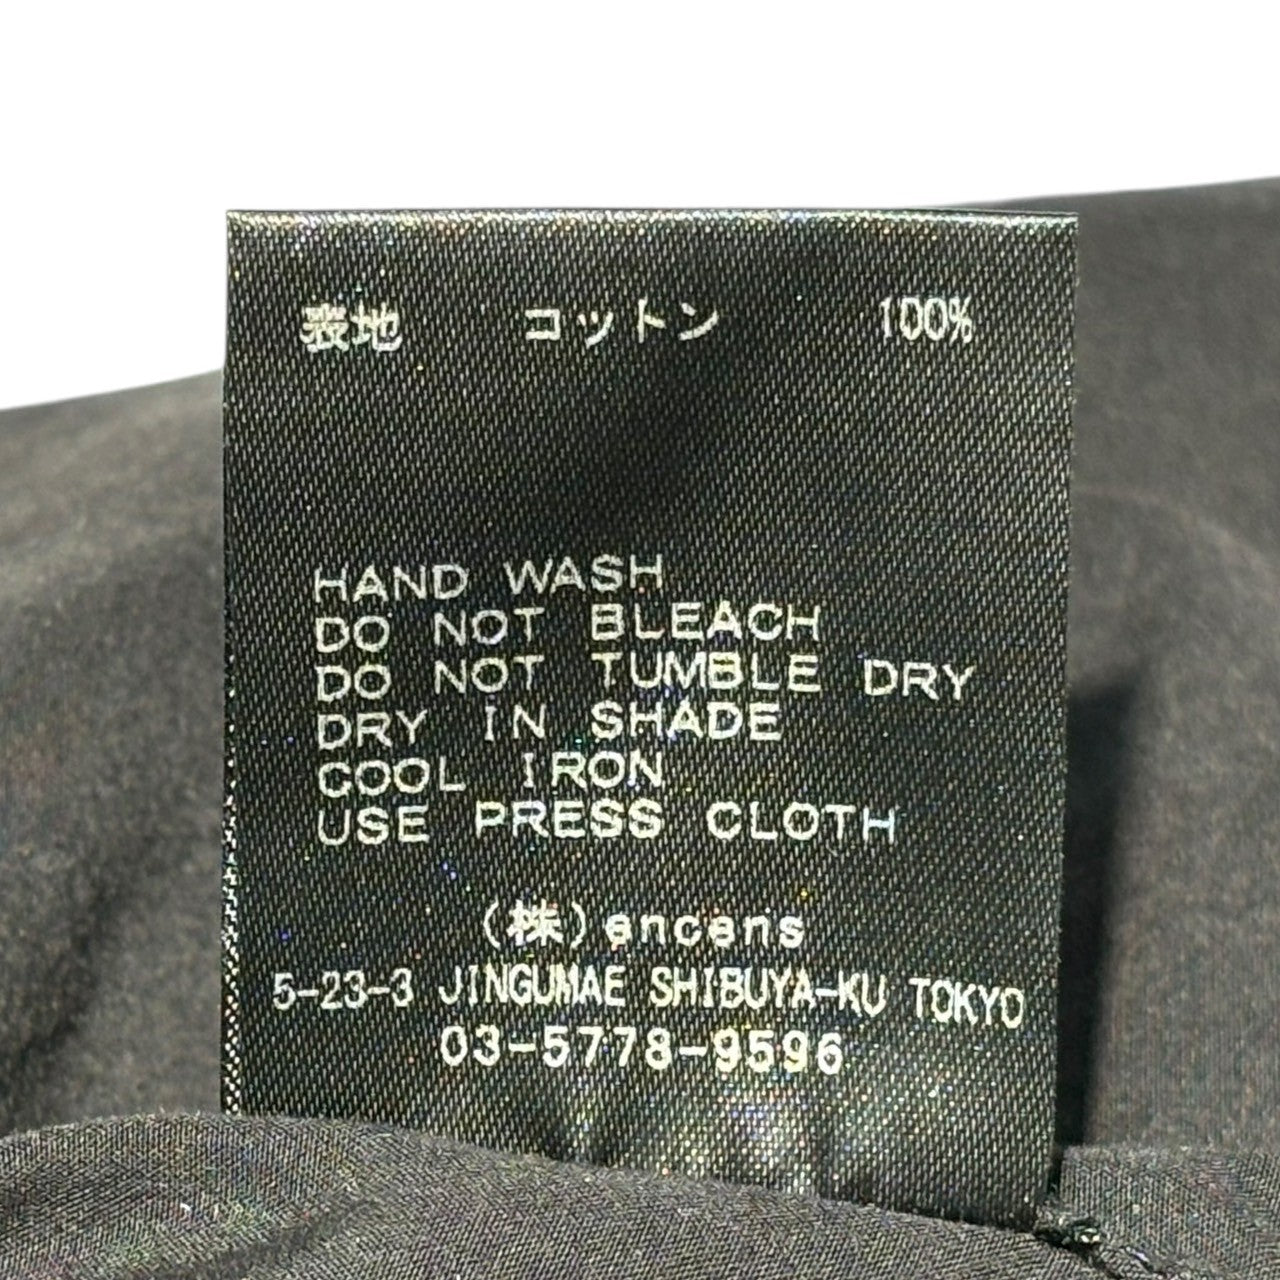 表地 コットン 100%
HAND WASH
DO NOT BLEACH
DO NOT TUMBLE DRY
DRY IN SHADE
COOL IRON
USE PRESS CLOTH
(株)encens
5-23-3 JINGUMAE SHIBUYA-KU TOKYO
03-5778-9596